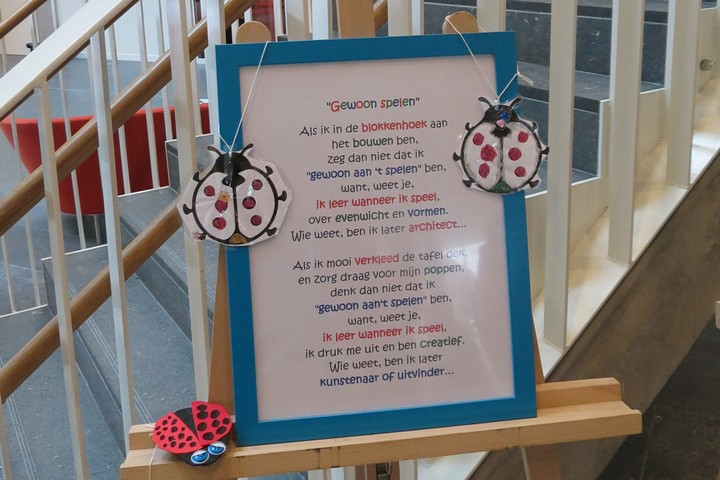 "Gewoon spelen"
Als ik in de blokkenhoek aan
het bouwen ben,
zeg dan niet dat ik
"gewoon aan 't spelen" ben,
want, weet je,
ik leer wanneer ik speel,
over evenwicht en vormen.
Wie weet, ben ik later architect...
Als ik mooi verkleed de tafel dek,
en zorg draag voor mijn poppen,
denk dan niet dat ik
"gewoon aan't spelen" ben,
want, weet je,
ik leer wanneer ik speel,
ik druk me uit en ben creatief.
Wie weet, ben ik later
kunstenaar of uitvinder...